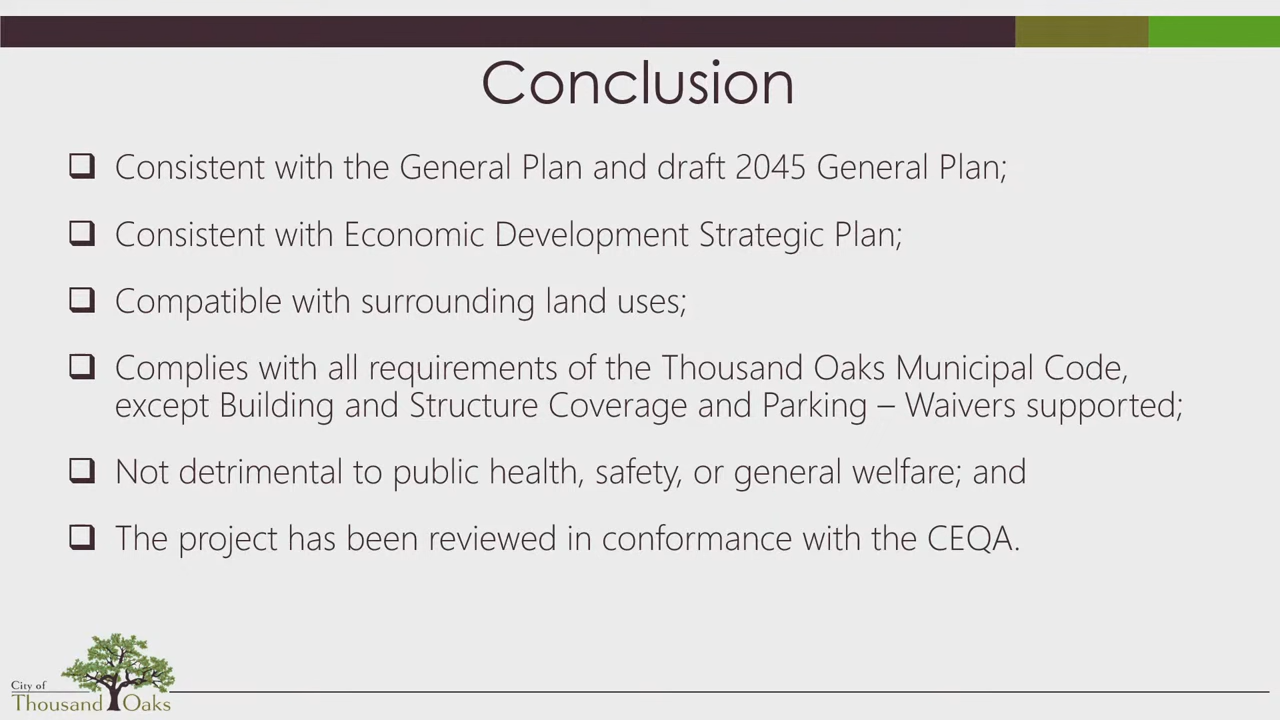 Conclusion
Consistent with the General Plan and draft 2045 General Plan;
Consistent with Economic Development Strategic Plan;
Compatible with surrounding land uses;
Complies with all requirements of the Thousand Oaks Municipal Code,
except Building and Structure Coverage and Parking – Waivers supported;
Not detrimental to public health, safety, or general welfare; and
The project has been reviewed in conformance with the CEQA.
City of
Thousand Oaks